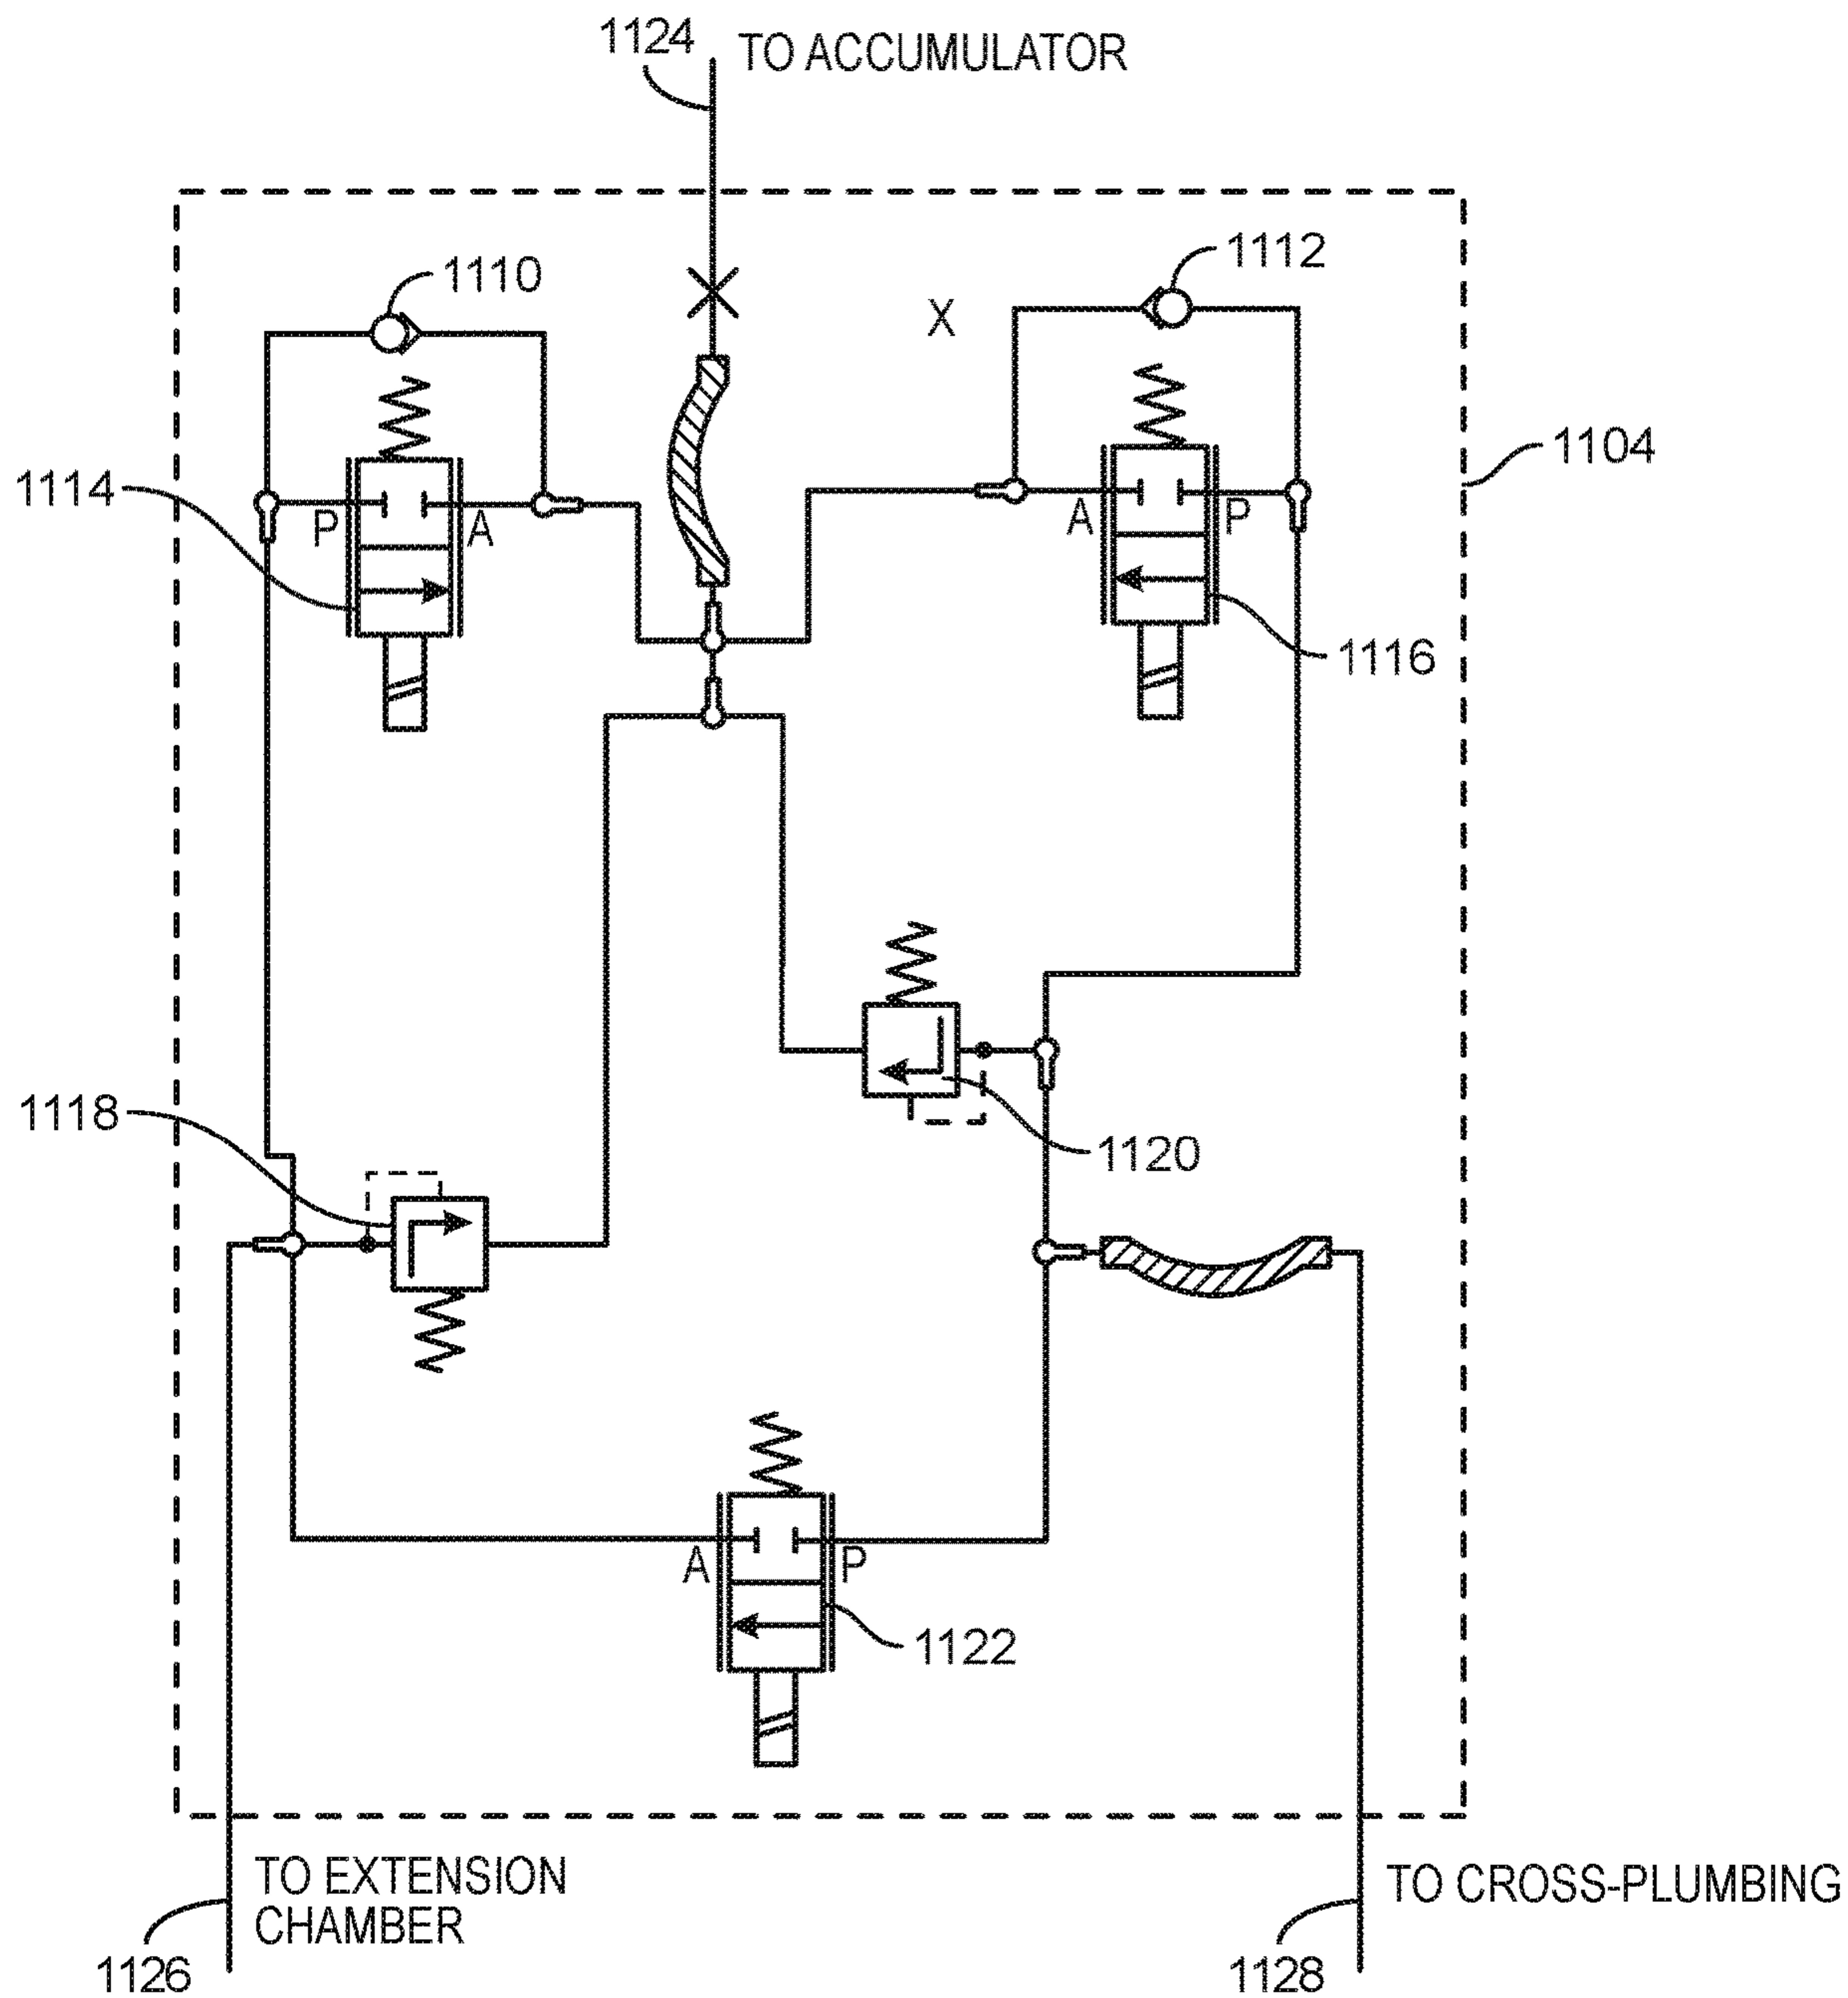 1124
TO ACCUMULATOR
1110
1112
X
1104
1114
P
A
A
P
1116
1118
1120
A
P
1122
TO EXTENSION
CHAMBER
TO CROSS-PLUMBING
1126
1128